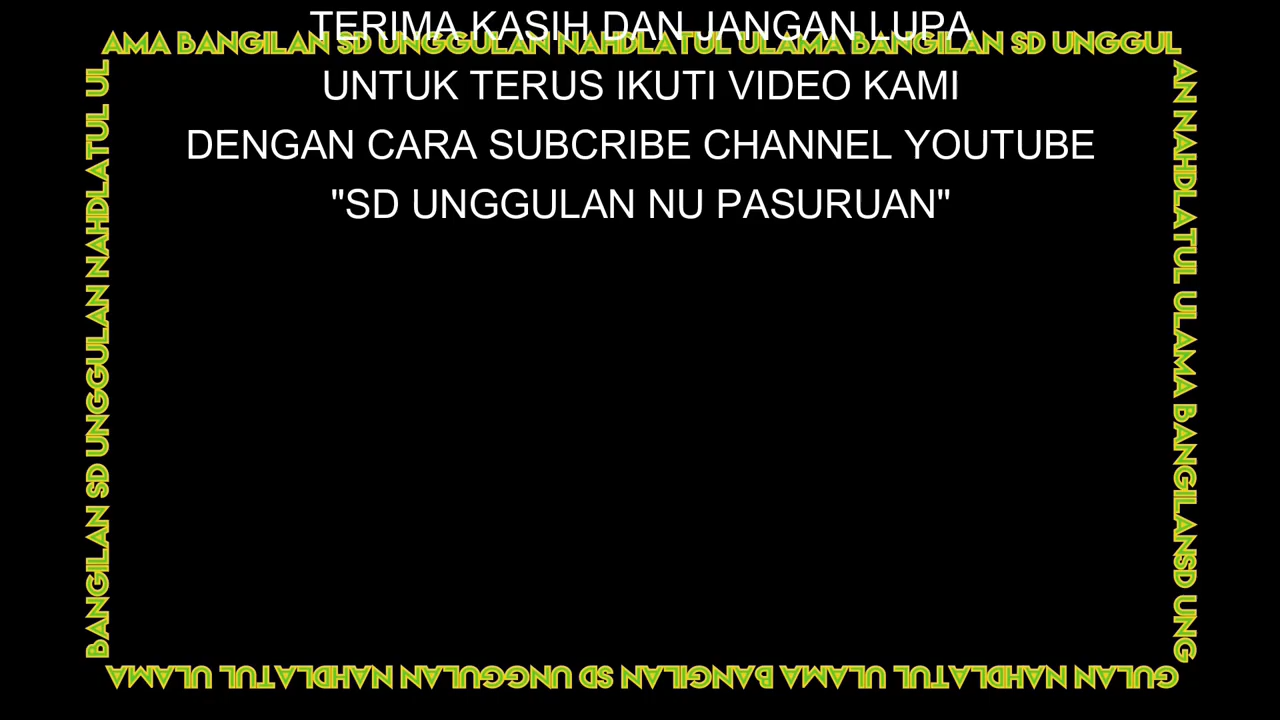 TERIMA KASIH DAN JANGAN LUPA
AMA BANGILAN SD UNGGULAN NAHDLATUL ULAMA BANGILAN SD UNGGUL
UNTUK TERUS IKUTI VIDEO KAMI
DENGAN CARA SUBCRIBE CHANNEL YOUTUBE
"SD UNGGULAN NU PASURUAN"
AN NAHDLATUL ULAMA BANGILANSD UNG
GULAN NAHDLATUL ULAMA BANGILAN SD UNGGULAN NAHDLATUL ULAMA
BANGILAN SD UNGGULAN NAHDLATUL UL